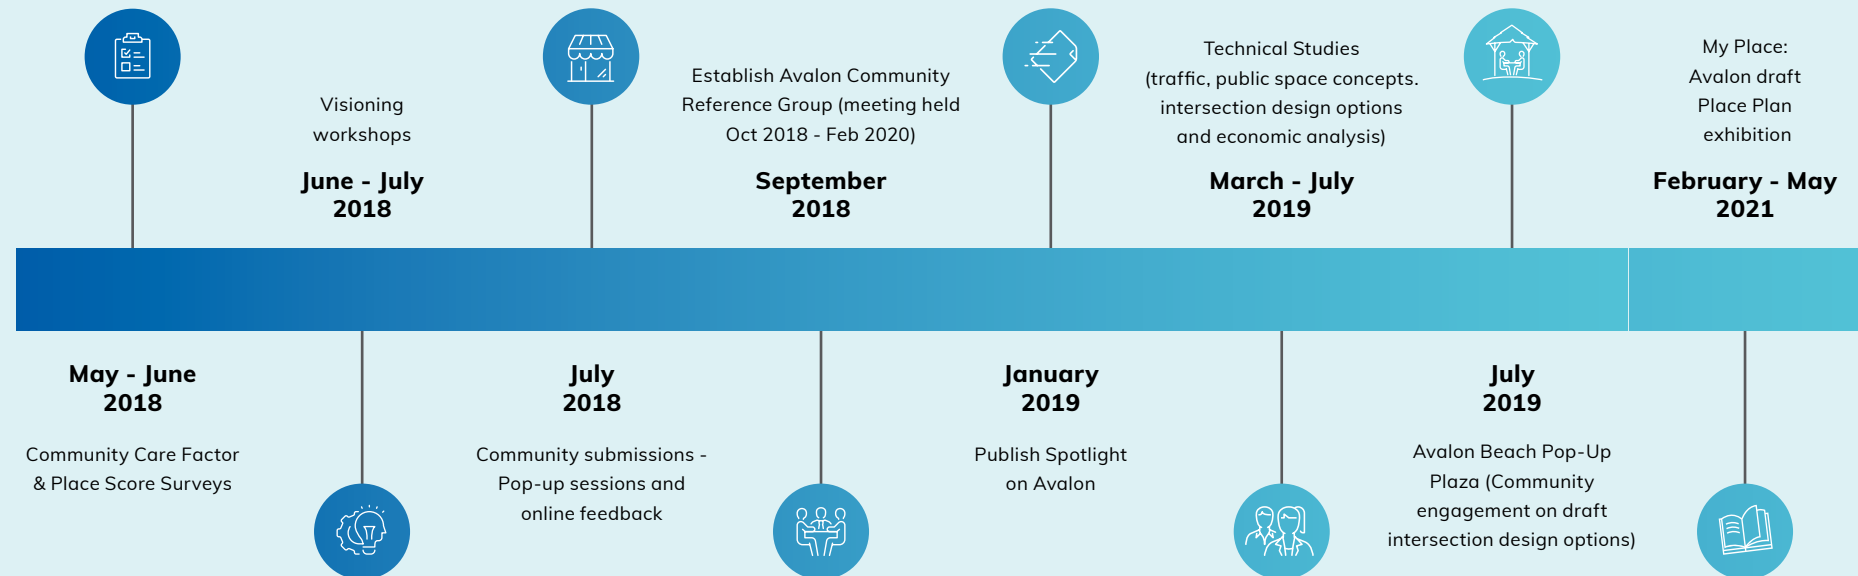 May - June
2018
Community Care Factor
& Place Score Surveys
Visioning
workshops
June - July
2018
July
2018
Community submissions -
Pop-up sessions and
online feedback
Establish Avalon Community
Reference Group (meeting held
Oct 2018 - Feb 2020)
September
2018
January
2019
Publish Spotlight
on Avalon
Technical Studies
(traffic, public space concepts.
intersection design options
and economic analysis)
March - July
2019
July
2019
Avalon Beach Pop-Up
Plaza (Community
engagement on draft
intersection design options)
My Place:
Avalon draft
Place Plan
exhibition
February - May
2021